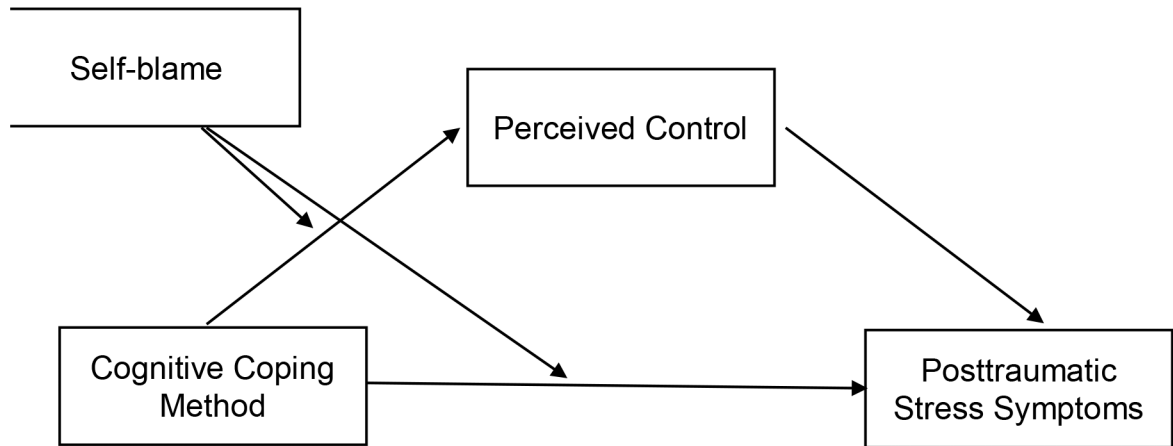 Self-blame
Perceived Control
Cognitive Coping
Method
Posttraumatic
Stress Symptoms